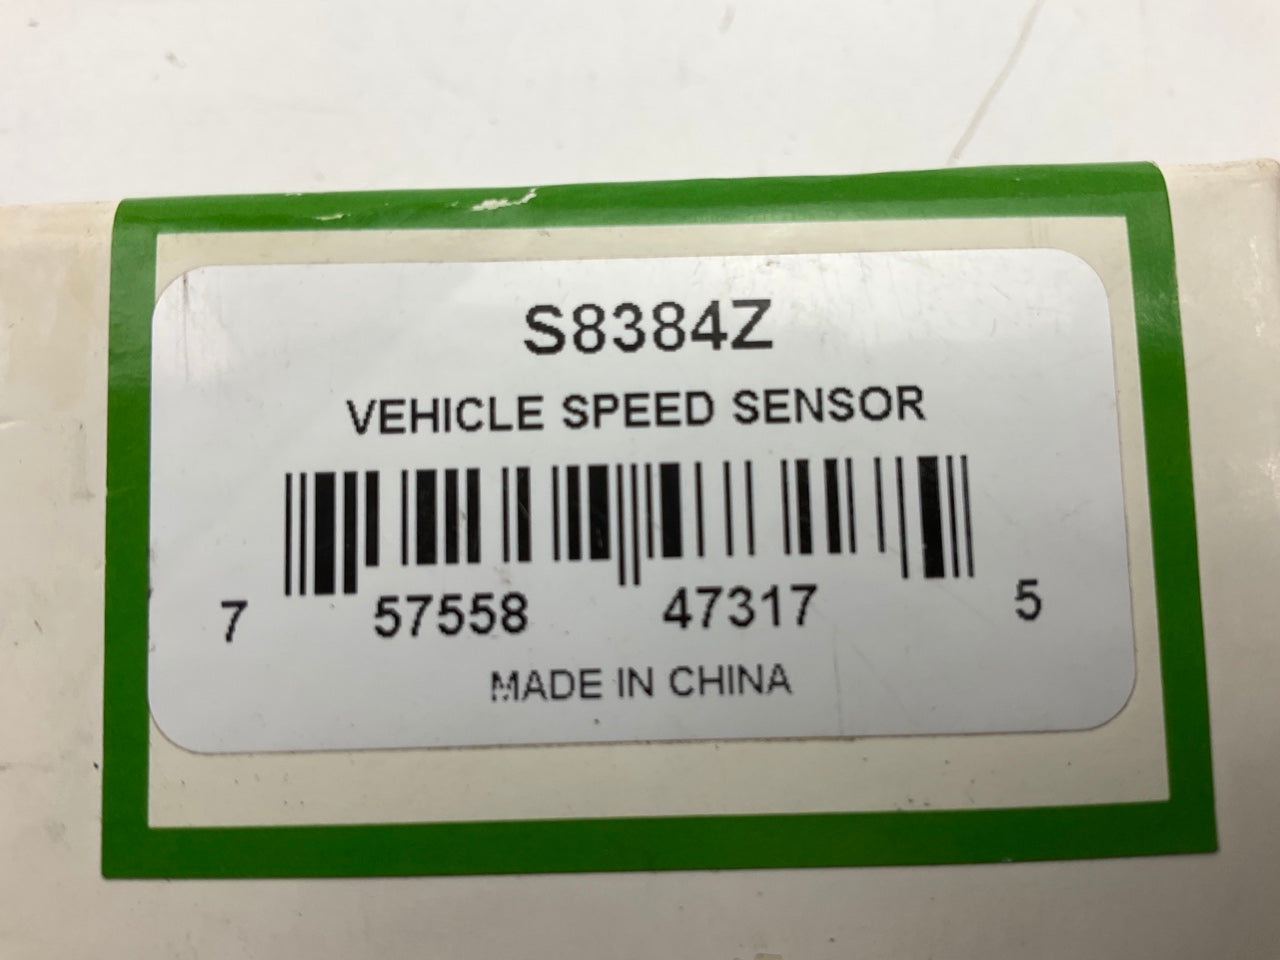 S8384Z
VEHICLE SPEED SENSOR
7 57558 47317 5
MADE IN CHINA